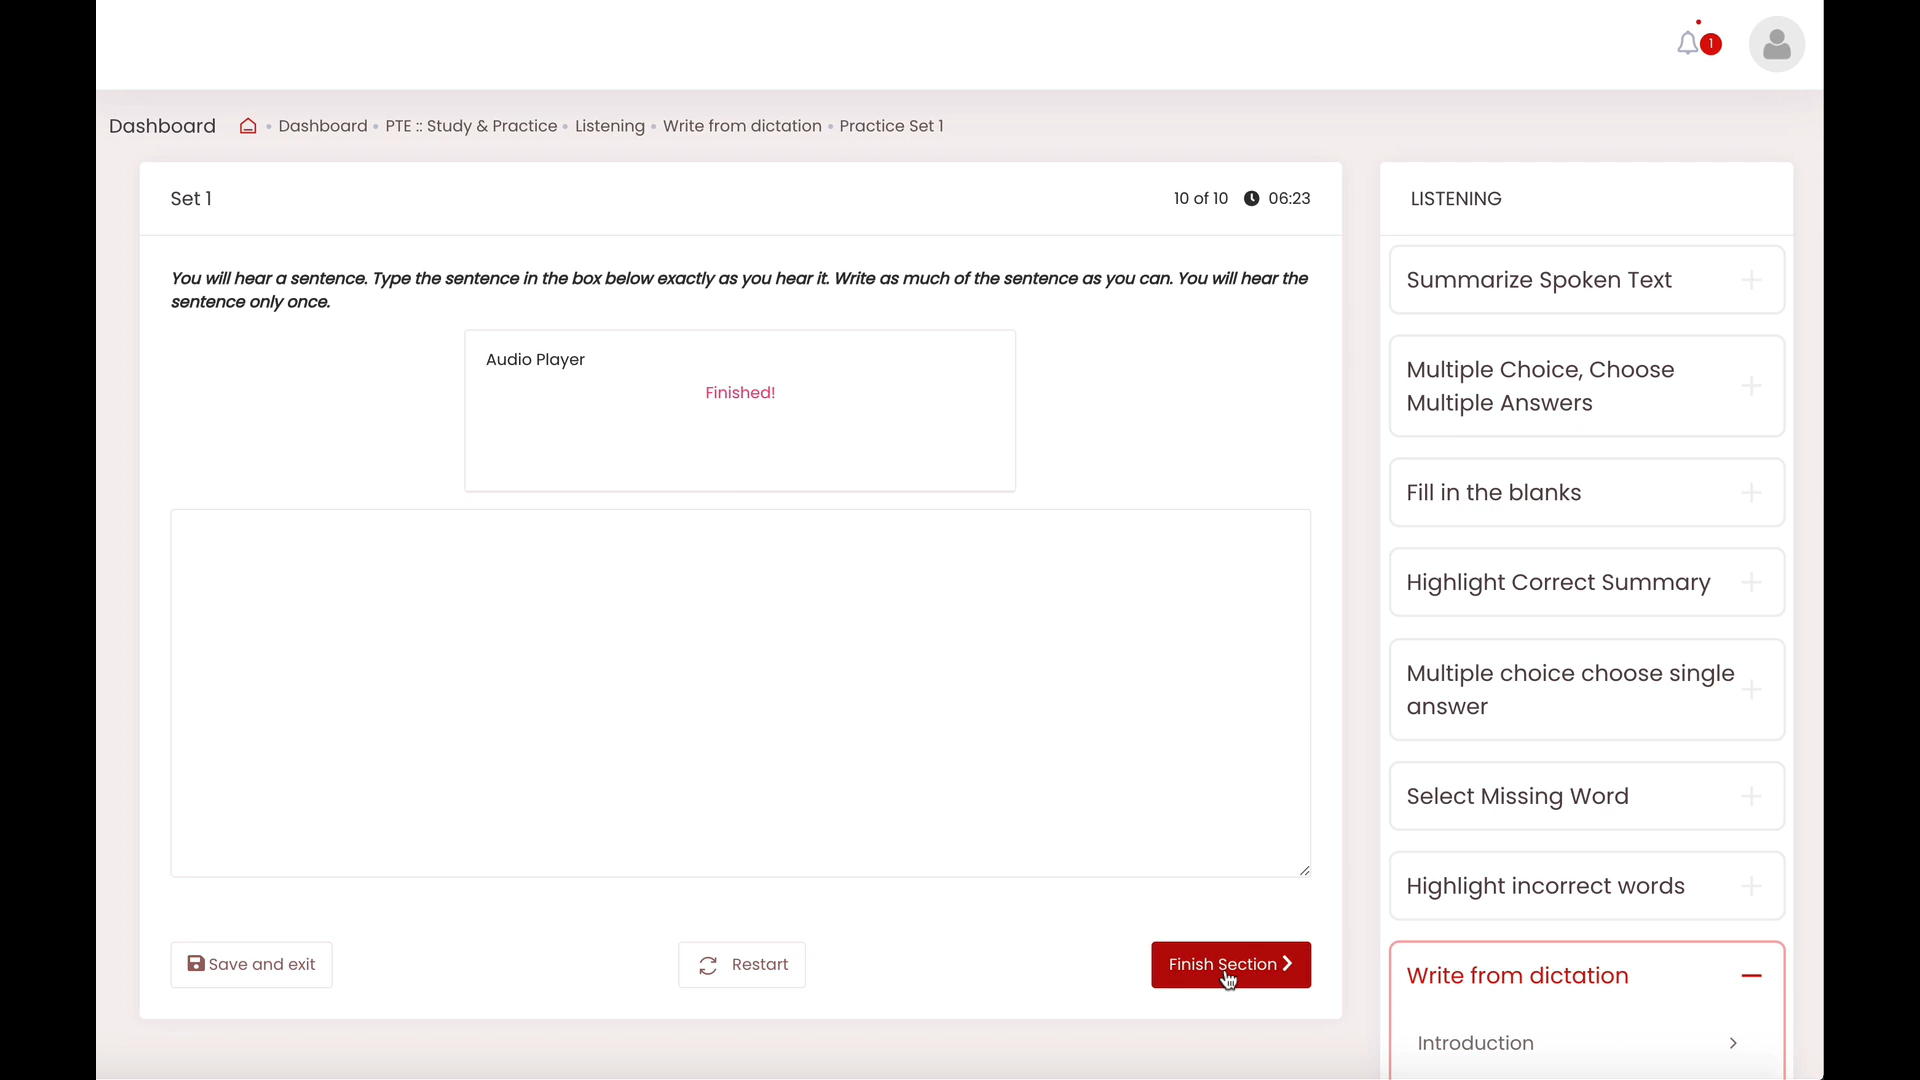 1
Dashboard
Dashboard • PTE :: Study & Practice • Listening • Write from dictation • Practice Set 1
Set 1
10 of 10 06:23
You will hear a sentence. Type the sentence in the box below exactly as you hear it. Write as much of the sentence as you can. You will hear the
sentence only once.
Audio Player
Finished!
Save and exit
Restart
Finish Section
LISTENING
Summarize Spoken Text
Multiple Choice, Choose
Multiple Answers
Fill in the blanks
Highlight Correct Summary
Multiple choice choose single
answer
Select Missing Word
Highlight incorrect words
Write from dictation
Introduction